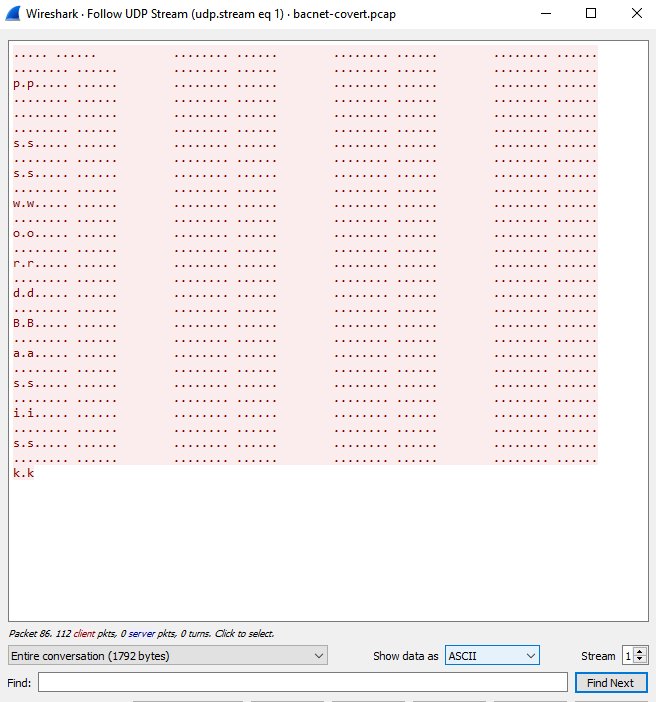 Wireshark · Follow UDP Stream (udp.stream eq 1) · bacnet-covert.pcap
..... ...... ........ ...... ........ ...... ........ ......
........ ...... ........ ...... ........ ...... ........ ......
p.p..... ...... ........ ...... ........ ...... ........ ......
........ ...... ........ ...... ........ ...... ........ ......
........ ...... ........ ...... ........ ...... ........ ......
........ ...... ........ ...... ........ ...... ........ ......
s.s..... ...... ........ ...... ........ ...... ........ ......
........ ...... ........ ...... ........ ...... ........ ......
s.s..... ...... ........ ...... ........ ...... ........ ......
........ ...... ........ ...... ........ ...... ........ ......
w.w..... ...... ........ ...... ........ ...... ........ ......
........ ...... ........ ...... ........ ...... ........ ......
o.o..... ...... ........ ...... ........ ...... ........ ......
........ ...... ........ ...... ........ ...... ........ ......
r.r..... ...... ........ ...... ........ ...... ........ ......
........ ...... ........ ...... ........ ...... ........ ......
d.d..... ...... ........ ...... ........ ...... ........ ......
........ ...... ........ ...... ........ ...... ........ ......
B.B..... ...... ........ ...... ........ ...... ........ ......
........ ...... ........ ...... ........ ...... ........ ......
a.a..... ...... ........ ...... ........ ...... ........ ......
........ ...... ........ ...... ........ ...... ........ ......
s.s..... ...... ........ ...... ........ ...... ........ ......
........ ...... ........ ...... ........ ...... ........ ......
i.i..... ...... ........ ...... ........ ...... ........ ......
........ ...... ........ ...... ........ ...... ........ ......
s.s..... ...... ........ ...... ........ ...... ........ ......
........ ...... ........ ...... ........ ...... ........ ......
k.k
Packet 86. 112 client pkts, 0 server pkts, 0 turns. Click to select.
Entire conversation (1792 bytes) Show data as ASCII Stream 1
Find: Find Next